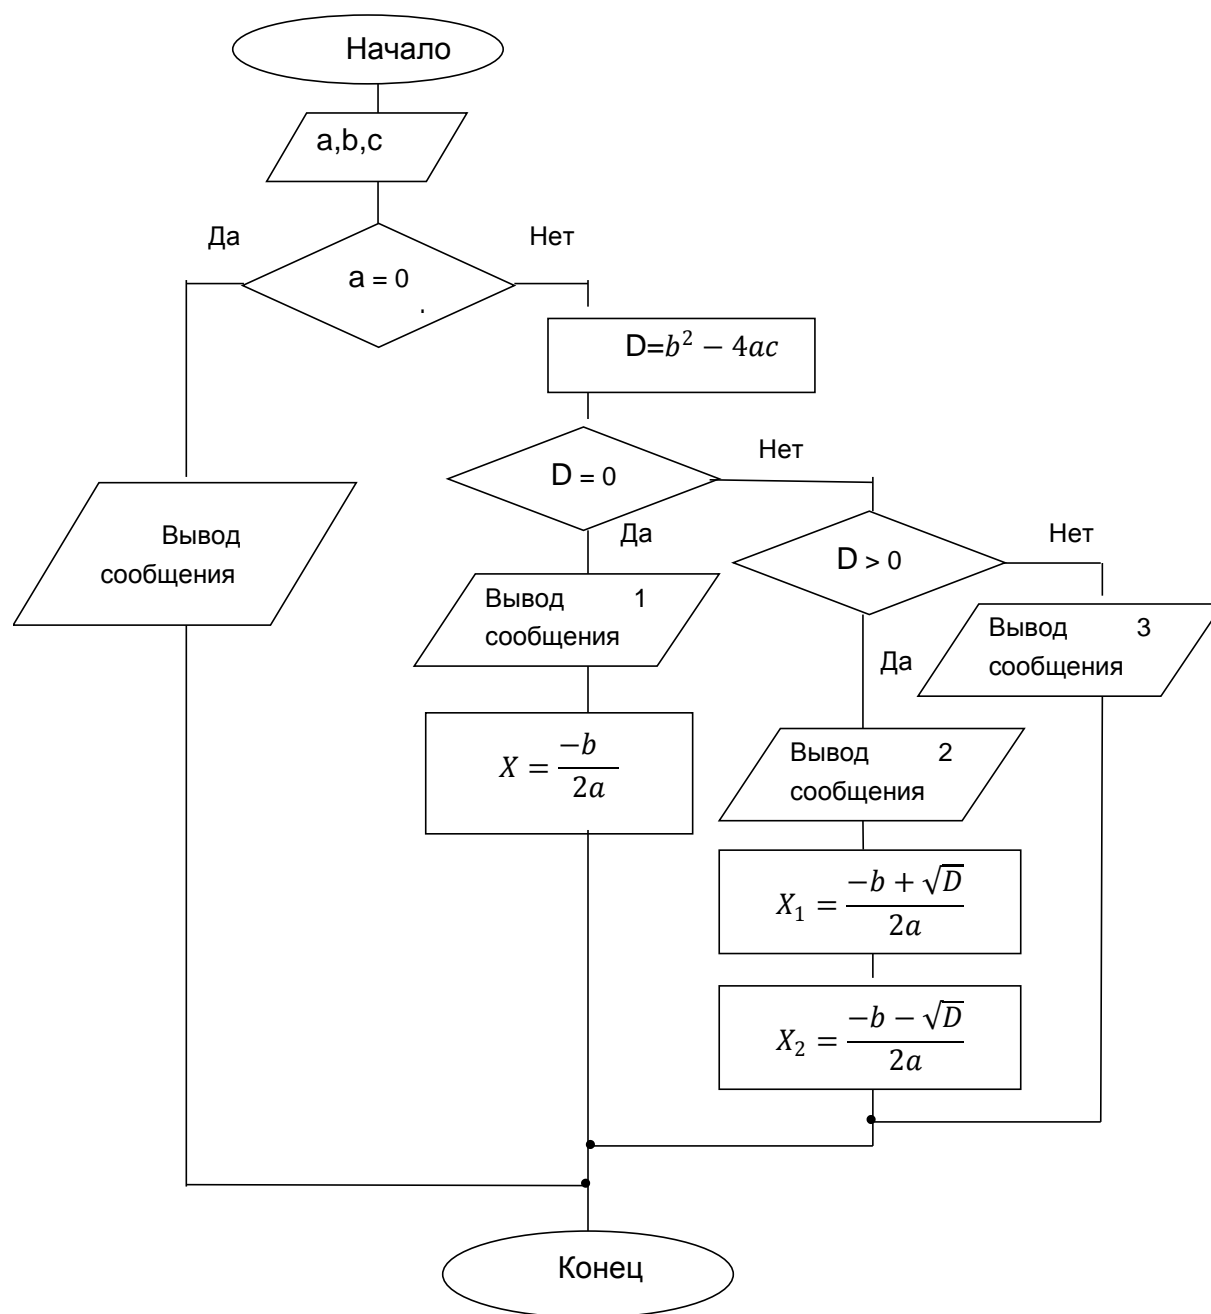 Начало
a,b,c
Да
Нет
a = 0
.
D=b² − 4ac
D = 0
Нет
Вывод
сообщения
Да
D > 0
Нет
Вывод 1
сообщения
Вывод 3
сообщения
Да
X = −b / 2a
Вывод 2
сообщения
X₁ = −b + √D / 2a
X₂ = −b − √D / 2a
Конец